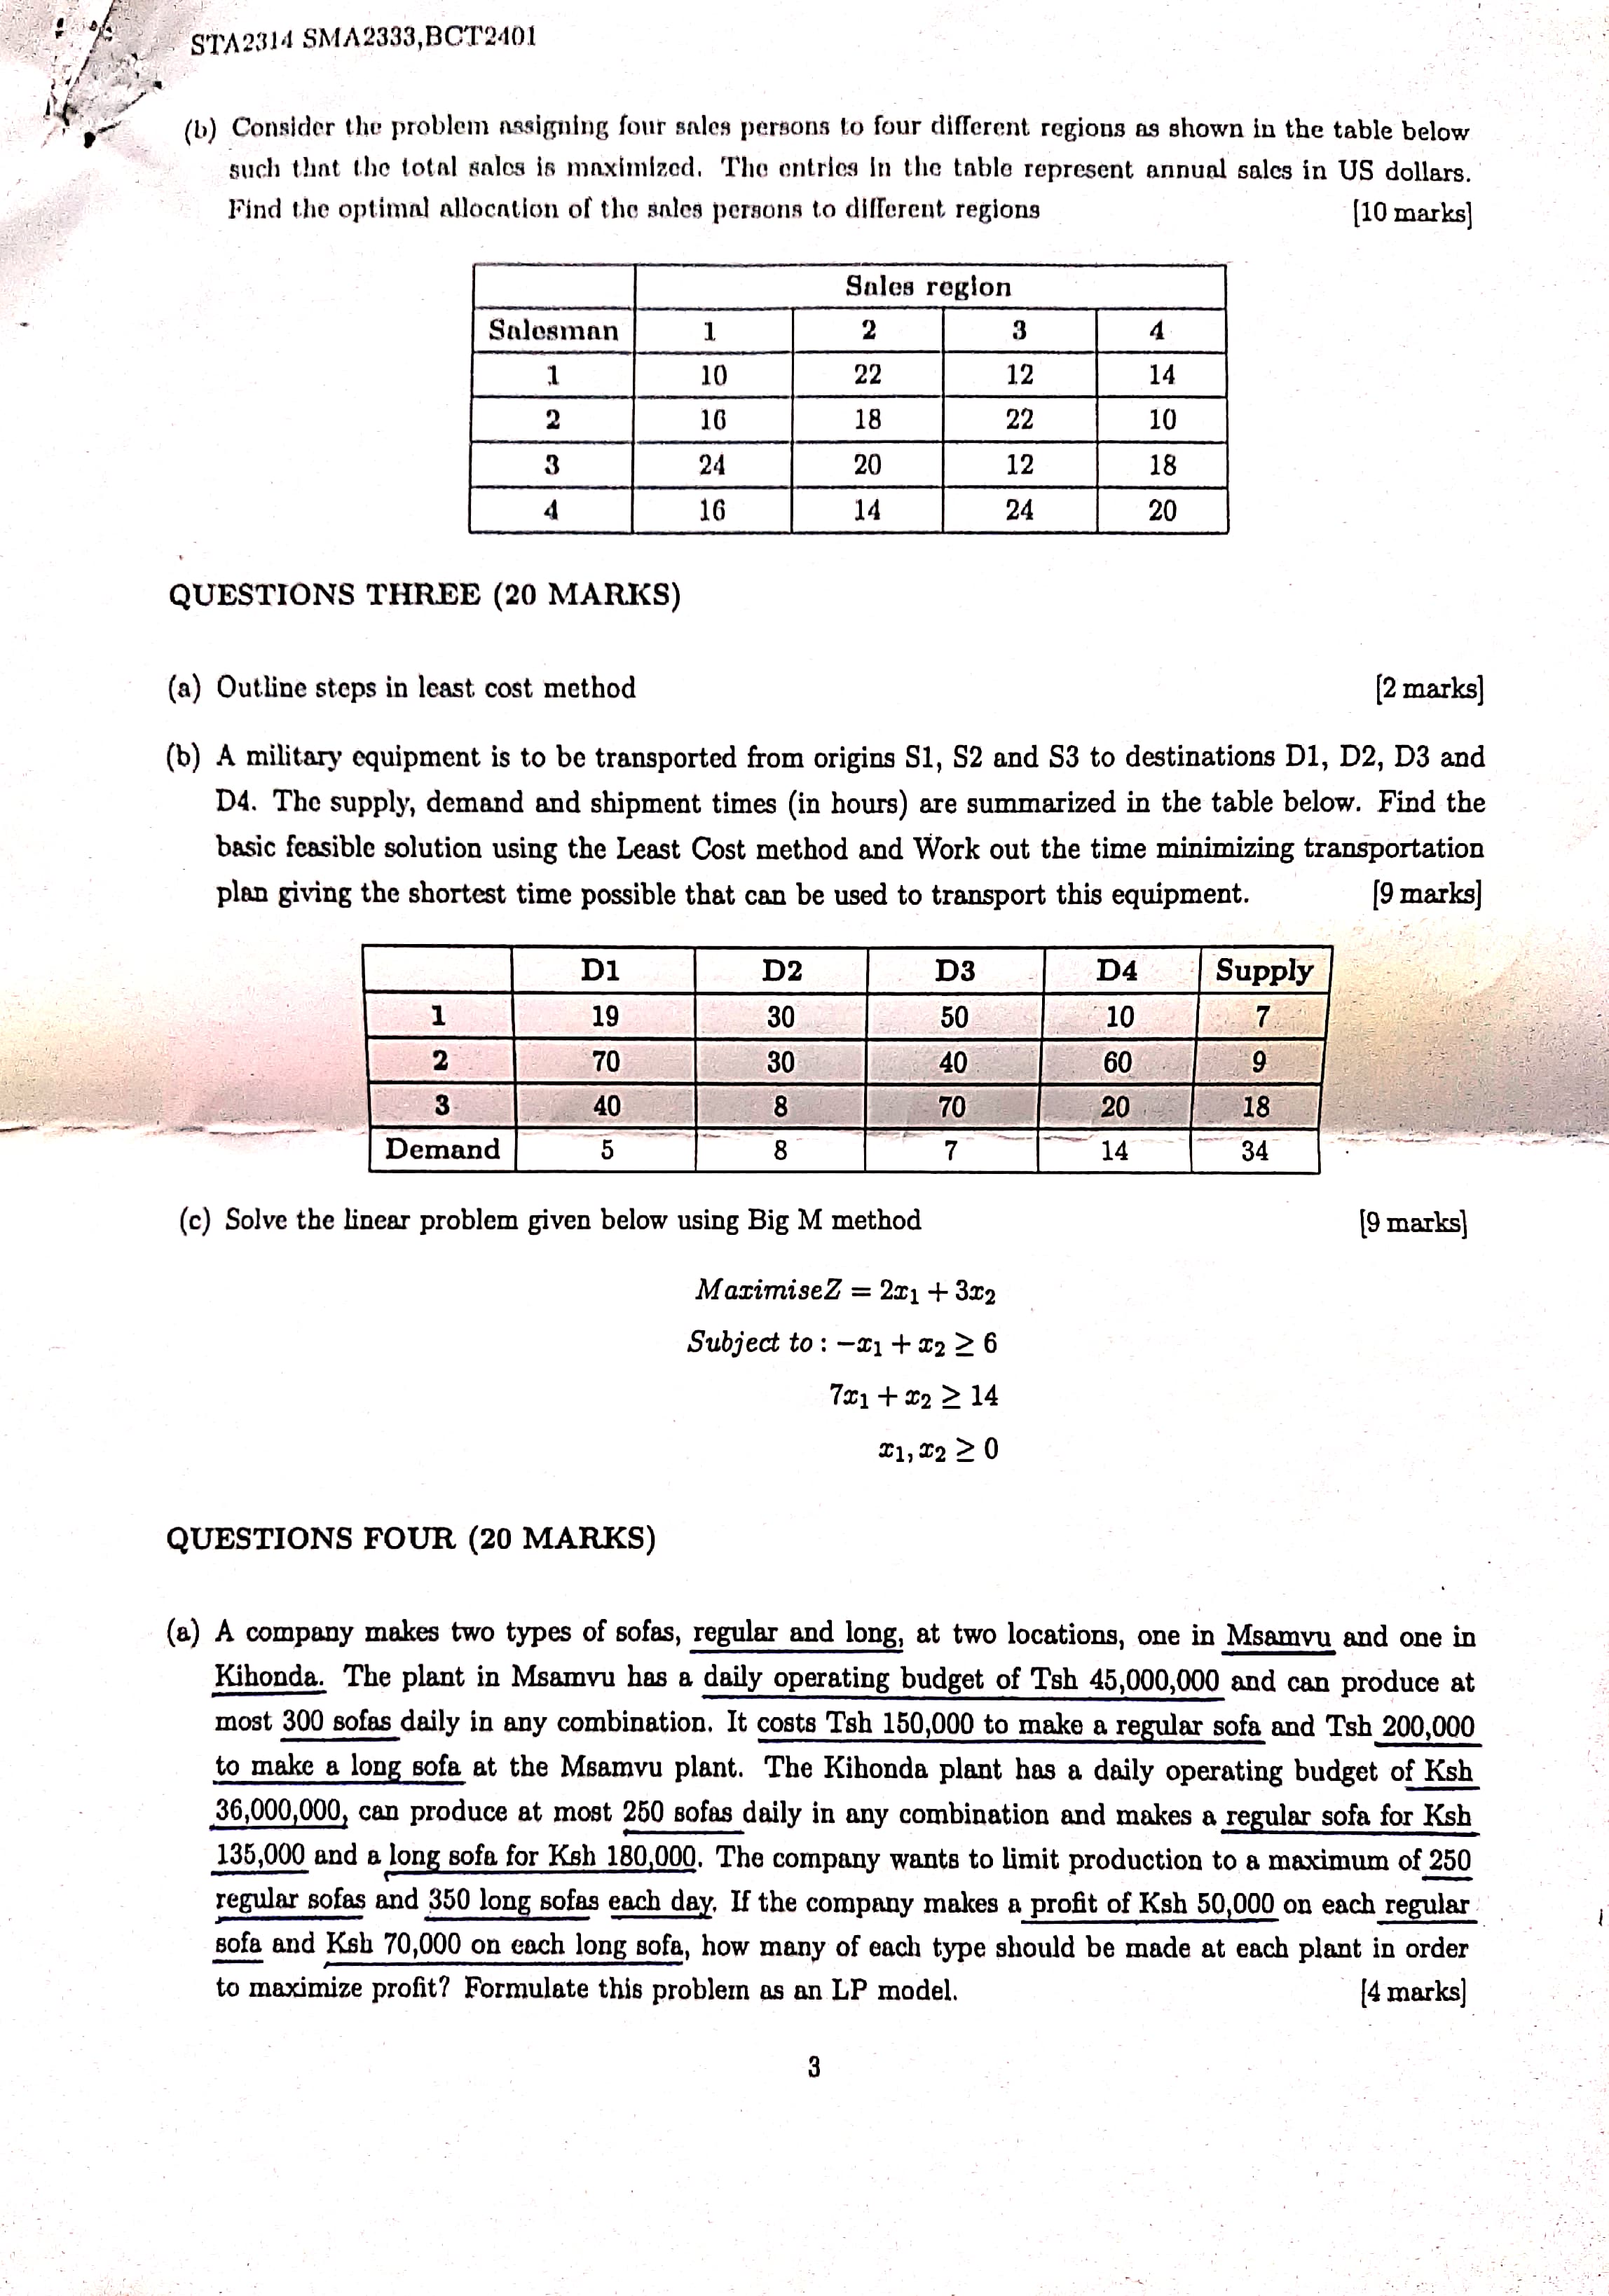 STA2314 SMA2333,BCT2401
(b) Consider the problem assigning four sales persons to four different regions as shown in the table below
such that the total sales is maximized. The entries in the table represent annual sales in US dollars.
Find the optimal allocation of the sales persons to different regions [10 marks]
Sales region
Salesman 1 2 3 4
1 10 22 12 14
2 16 18 22 10
3 24 20 12 18
4 16 14 24 20
QUESTIONS THREE (20 MARKS)
(a) Outline steps in least cost method [2 marks]
(b) A military equipment is to be transported from origins S1, S2 and S3 to destinations D1, D2, D3 and
D4. The supply, demand and shipment times (in hours) are summarized in the table below. Find the
basic feasible solution using the Least Cost method and Work out the time minimizing transportation
plan giving the shortest time possible that can be used to transport this equipment. [9 marks]
D1 D2 D3 D4 Supply
1 19 30 50 10 7
2 70 30 40 60 9
3 40 8 70 20 18
Demand 5 8 7 14 34
(c) Solve the linear problem given below using Big M method [9 marks]
MaximiseZ = 2x₁ + 3x₂
Subject to : −x₁ + x₂ ≥ 6
7x₁ + x₂ ≥ 14
x₁, x₂ ≥ 0
QUESTIONS FOUR (20 MARKS)
(a) A company makes two types of sofas, regular and long, at two locations, one in Msamvu and one in
Kihonda. The plant in Msamvu has a daily operating budget of Tsh 45,000,000 and can produce at
most 300 sofas daily in any combination. It costs Tsh 150,000 to make a regular sofa and Tsh 200,000
to make a long sofa at the Msamvu plant. The Kihonda plant has a daily operating budget of Ksh
36,000,000, can produce at most 250 sofas daily in any combination and makes a regular sofa for Ksh
135,000 and a long sofa for Ksh 180,000. The company wants to limit production to a maximum of 250
regular sofas and 350 long sofas each day. If the company makes a profit of Ksh 50,000 on each regular
sofa and Ksh 70,000 on each long sofa, how many of each type should be made at each plant in order
to maximize profit? Formulate this problem as an LP model. [4 marks]
3